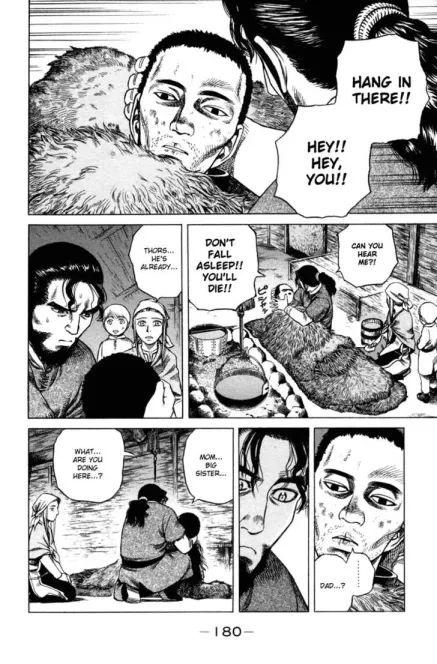 HANG IN
THERE!!
HEY!!
HEY,
YOU!!
CAN YOU
HEAR
ME?!
DON'T
FALL
ASLEEP!!
YOU'LL
DIE!!
THORS...
HE'S
ALREADY...
DAD...?
MOM...
BIG
SISTER...
WHAT...
ARE YOU
DOING
HERE...?
— 180 —